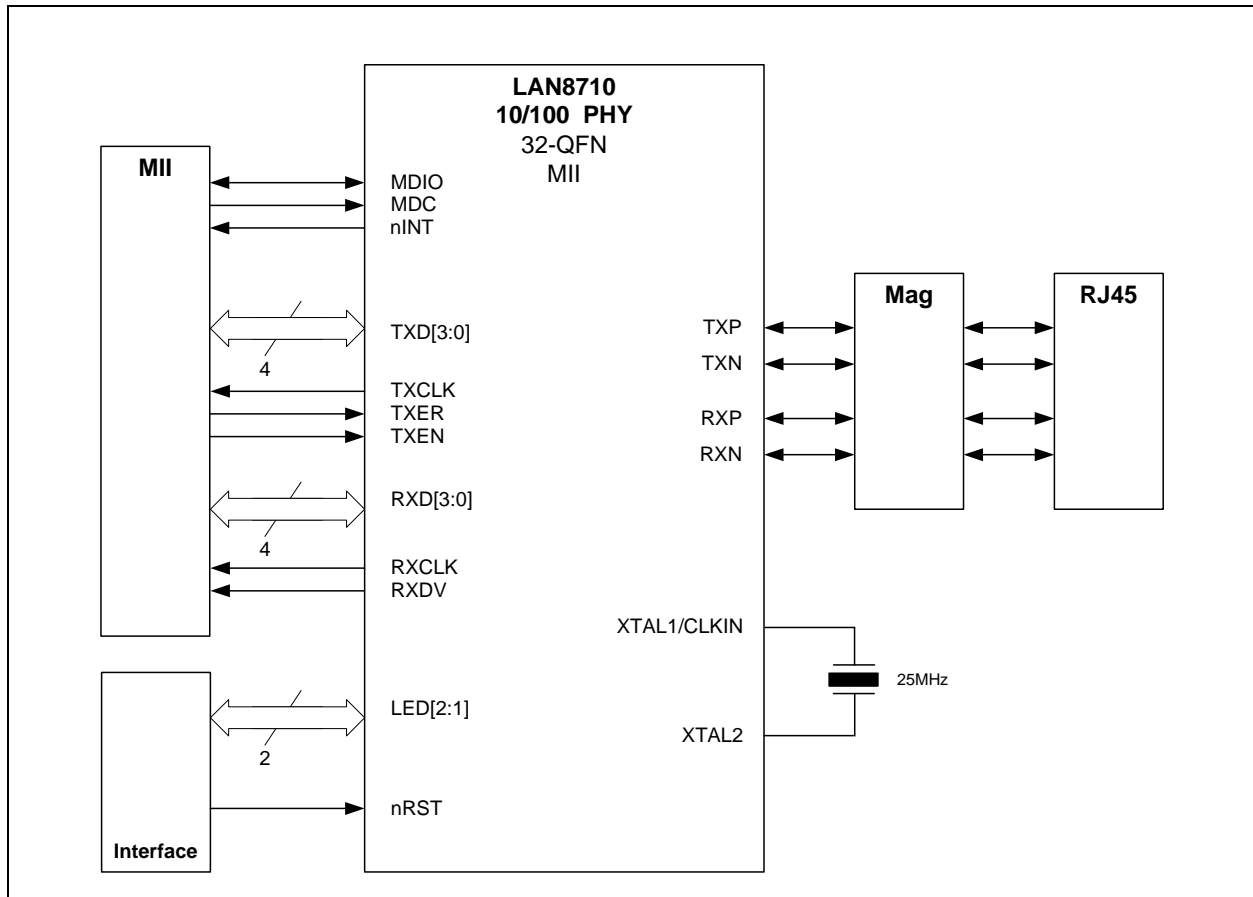 LAN8710
10/100 PHY
32-QFN
MII
MII
MDIO
MDC
nINT
TXD[3:0]
4
TXCLK
TXER
TXEN
RXD[3:0]
4
RXCLK
RXDV
Mag
RJ45
TXP
TXN
RXP
RXN
XTAL1/CLKIN
25MHz
XTAL2
LED[2:1]
2
nRST
Interface